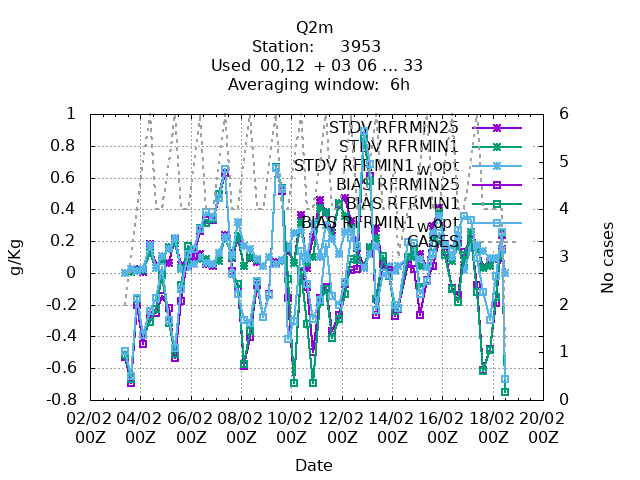 Q2m
Station: 3953
Used 00,12 + 03 06 ... 33
Averaging window: 6h
STDV RFRMIN25
STDV RFRMIN1
STDV RFRMIN1_w_opt
BIAS RFRMIN25
BIAS RFRMIN1
BIAS RFRMIN1_w_opt
CASES
g/Kg
1
0.8
0.6
0.4
0.2
0
-0.2
-0.4
-0.6
-0.8
No cases
6
5
4
3
2
1
0
02/02 04/02 06/02 08/02 10/02 12/02 14/02 16/02 18/02 20/02
00Z 00Z 00Z 00Z 00Z 00Z 00Z 00Z 00Z 00Z
Date